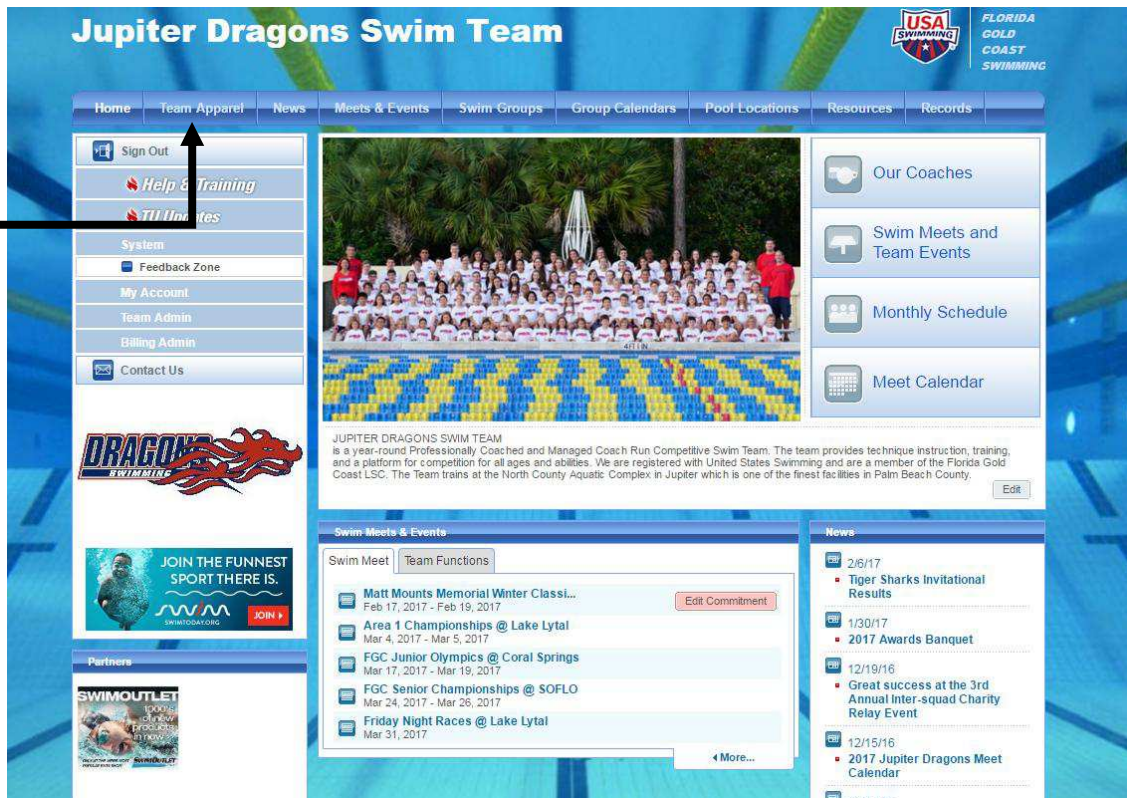 Jupiter Dragons Swim Team
USA
SWIMMING
FLORIDA
GOLD
COAST
SWIMMING
Home Team Apparel News Meets & Events Swim Groups Group Calendars Pool Locations Resources Records
Sign Out
Help & Training
TU Updates
System
Feedback Zone
My Account
Team Admin
Billing Admin
Contact Us
DRAGONS
SWIMMING
JOIN THE FUNNEST
SPORT THERE IS.
swim
SWIMTODAY.ORG
JOIN
Partners
SWIMOUTLET
1000's
of new
products
in now
SWIMOUTLET
4 FT IN
Our Coaches
Swim Meets and
Team Events
Monthly Schedule
Meet Calendar
JUPITER DRAGONS SWIM TEAM
is a year-round Professionally Coached and Managed Coach Run Competitive Swim Team. The team provides technique instruction, training,
and a platform for competition for all ages and abilities. We are registered with United States Swimming and are a member of the Florida Gold
Coast LSC. The Team trains at the North County Aquatic Complex in Jupiter which is one of the finest facilities in Palm Beach County.
Edit
Swim Meets & Events
Swim Meet Team Functions
Matt Mounts Memorial Winter Classi...
Feb 17, 2017 - Feb 19, 2017
Edit Commitment
Area 1 Championships @ Lake Lytal
Mar 4, 2017 - Mar 5, 2017
FGC Junior Olympics @ Coral Springs
Mar 17, 2017 - Mar 19, 2017
FGC Senior Championships @ SOFLO
Mar 24, 2017 - Mar 26, 2017
Friday Night Races @ Lake Lytal
Mar 31, 2017
More...
News
2/6/17
Tiger Sharks Invitational
Results
1/30/17
2017 Awards Banquet
12/19/16
Great success at the 3rd
Annual Inter-squad Charity
Relay Event
12/15/16
2017 Jupiter Dragons Meet
Calendar